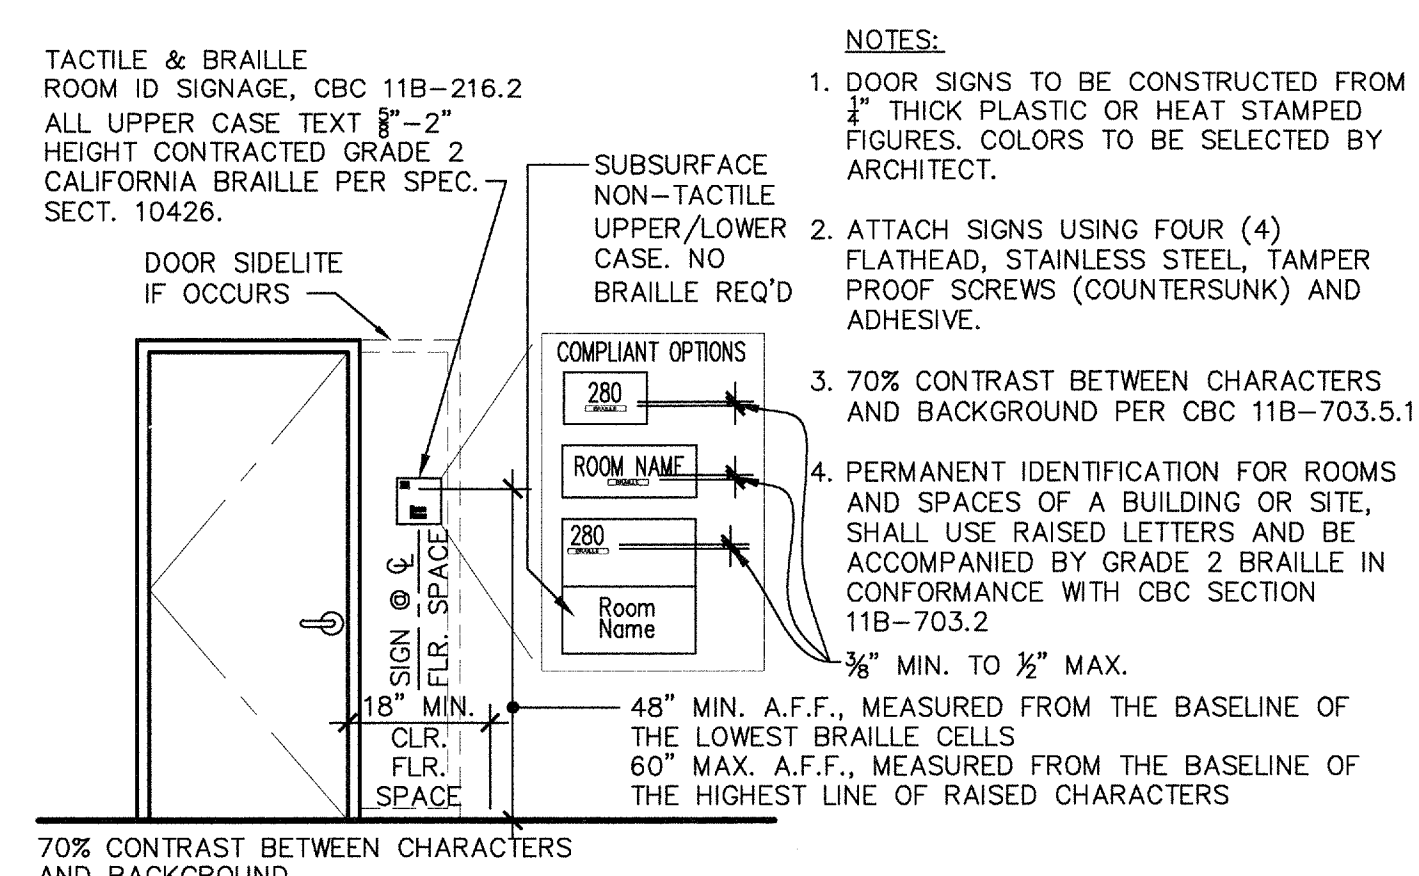 TACTILE & BRAILLE
ROOM ID SIGNAGE, CBC 11B-216.2
ALL UPPER CASE TEXT 5/8"-2"
HEIGHT CONTRACTED GRADE 2
CALIFORNIA BRAILLE PER SPEC.
SECT. 10426.
DOOR SIDELITE
IF OCCURS
SUBSURFACE
NON-TACTILE
UPPER/LOWER
CASE. NO
BRAILLE REQ'D
COMPLIANT OPTIONS
280
BRAILLE
ROOM NAME
BRAILLE
280
BRAILLE
Room
Name
SIGN @ ℄
FLR. SPACE
18" MIN.
CLR.
FLR.
SPACE
NOTES:
1. DOOR SIGNS TO BE CONSTRUCTED FROM
1/4" THICK PLASTIC OR HEAT STAMPED
FIGURES. COLORS TO BE SELECTED BY
ARCHITECT.
2. ATTACH SIGNS USING FOUR (4)
FLATHEAD, STAINLESS STEEL, TAMPER
PROOF SCREWS (COUNTERSUNK) AND
ADHESIVE.
3. 70% CONTRAST BETWEEN CHARACTERS
AND BACKGROUND PER CBC 11B-703.5.1
4. PERMANENT IDENTIFICATION FOR ROOMS
AND SPACES OF A BUILDING OR SITE,
SHALL USE RAISED LETTERS AND BE
ACCOMPANIED BY GRADE 2 BRAILLE IN
CONFORMANCE WITH CBC SECTION
11B-703.2
3/8" MIN. TO 1/2" MAX.
48" MIN. A.F.F., MEASURED FROM THE BASELINE OF
THE LOWEST BRAILLE CELLS
60" MAX. A.F.F., MEASURED FROM THE BASELINE OF
THE HIGHEST LINE OF RAISED CHARACTERS
70% CONTRAST BETWEEN CHARACTERS
AND BACKGROUND